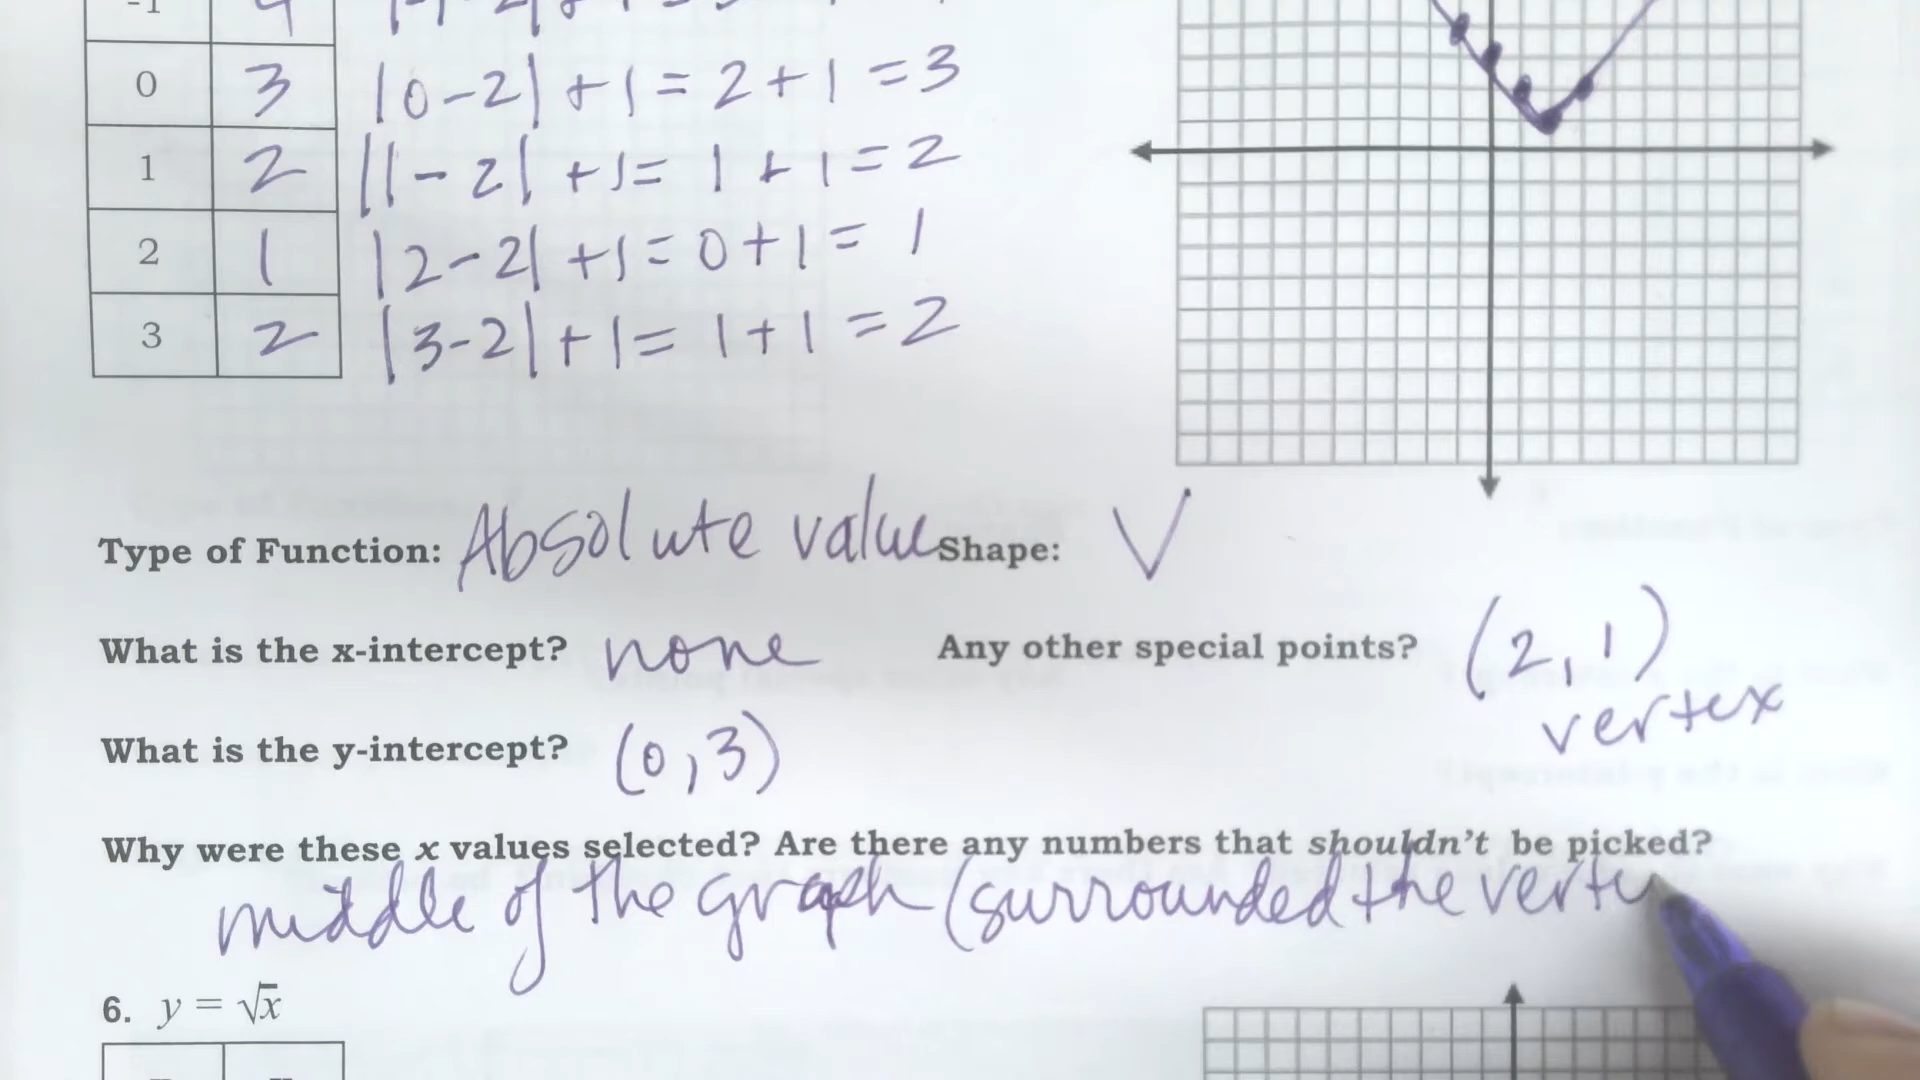 -1 4
0 3 |0-2| + 1 = 2 + 1 = 3
1 2 |1-2| + 1 = 1 + 1 = 2
2 1 |2-2| + 1 = 0 + 1 = 1
3 2 |3-2| + 1 = 1 + 1 = 2
Type of Function: Absolute value Shape: V
What is the x-intercept? none Any other special points? (2,1)
vertex
What is the y-intercept? (0,3)
Why were these x values selected? Are there any numbers that shouldn't be picked?
middle of the graph (surrounded the verte
6. y = √x